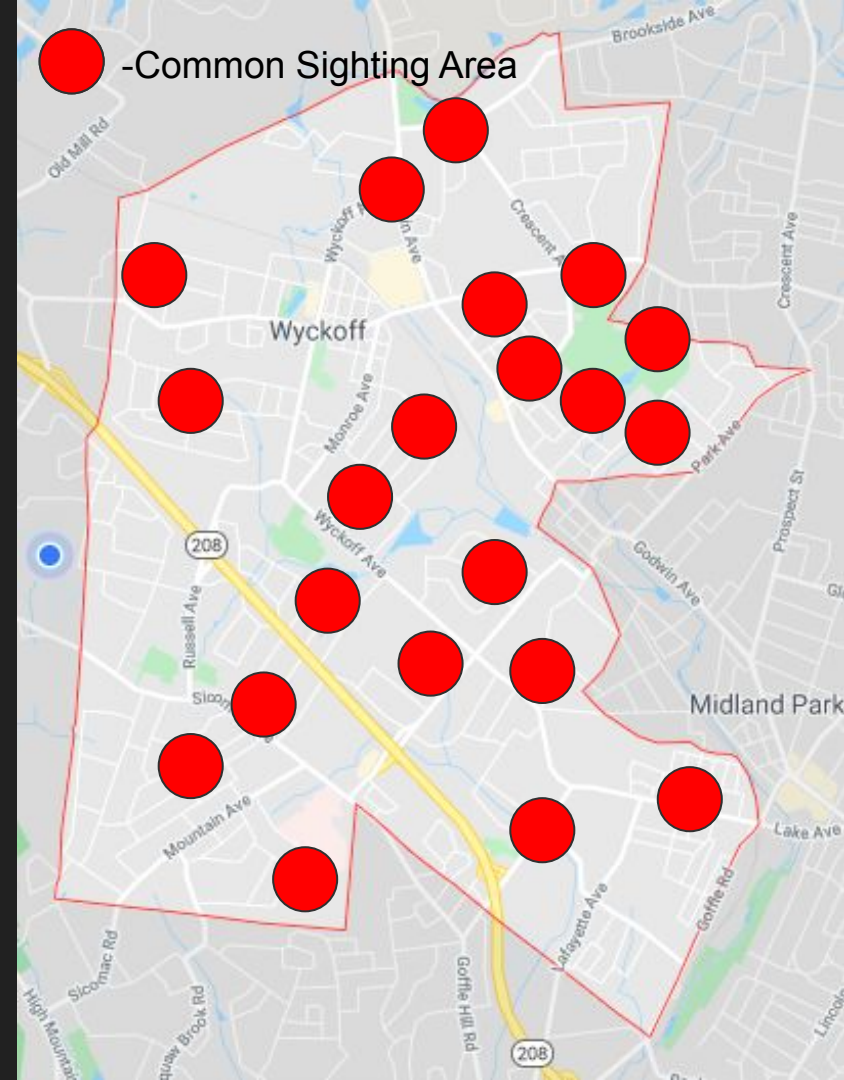 Brookside Ave
-Common Sighting Area
Old Mill Rd
Wyckoff
Ave
Crescent
Crescent Ave
Wyckoff
Monroe Ave
Park Ave
Prospect St
Wyckoff Ave
208
Godwin Ave
Russell Ave
Midland Park
Mountain Ave
Lake Ave
Goffle Rd
Lafayette Ave
Sicomac Rd
Goffle Hill Rd
208